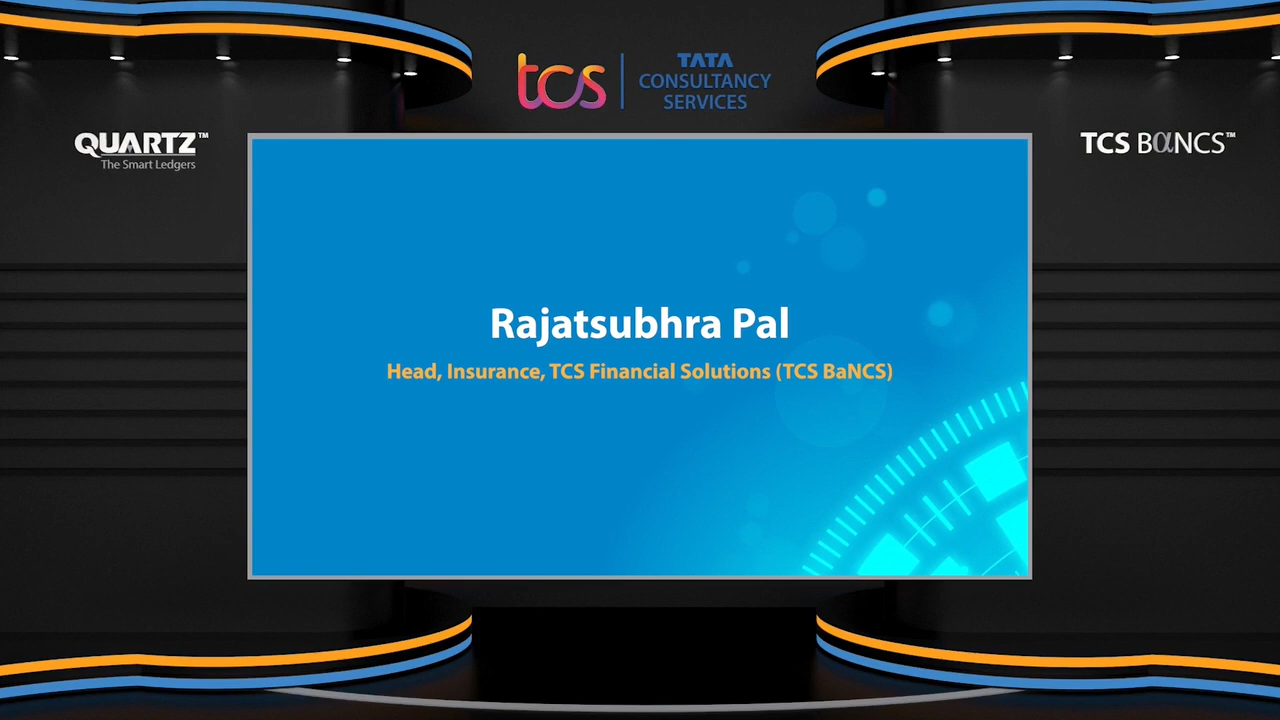 tcs
TATA
CONSULTANCY
SERVICES
QUARTZ™
The Smart Ledgers
TCS BαNCS™
Rajatsubhra Pal
Head, Insurance, TCS Financial Solutions (TCS BaNCS)